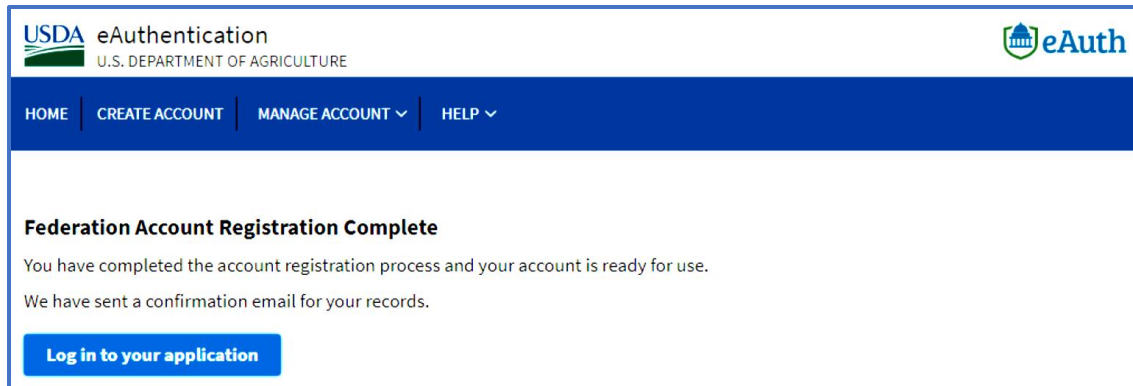 USDA eAuthentication eAuth
U.S. DEPARTMENT OF AGRICULTURE
HOME CREATE ACCOUNT MANAGE ACCOUNT HELP
Federation Account Registration Complete
You have completed the account registration process and your account is ready for use.
We have sent a confirmation email for your records.
Log in to your application